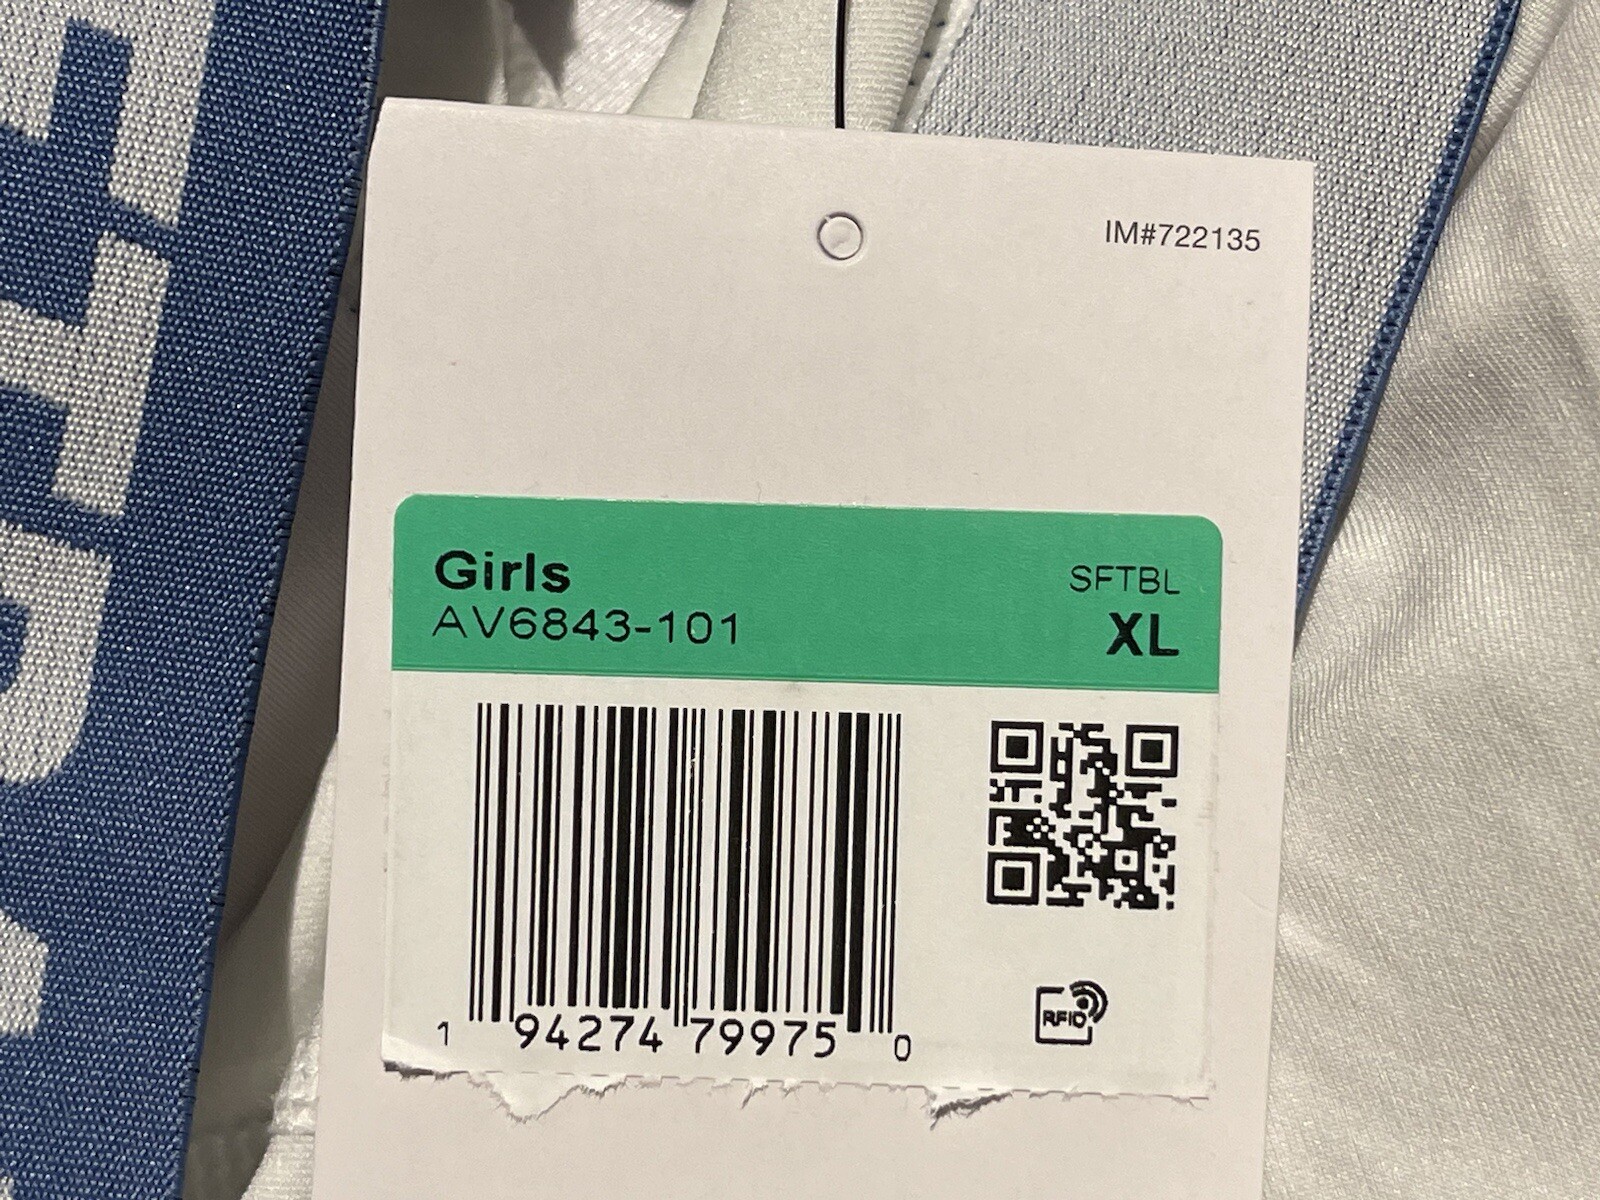 IM#722135
Girls
SFTBL
AV6843-101
XL
1 94274 79975 0
RFID